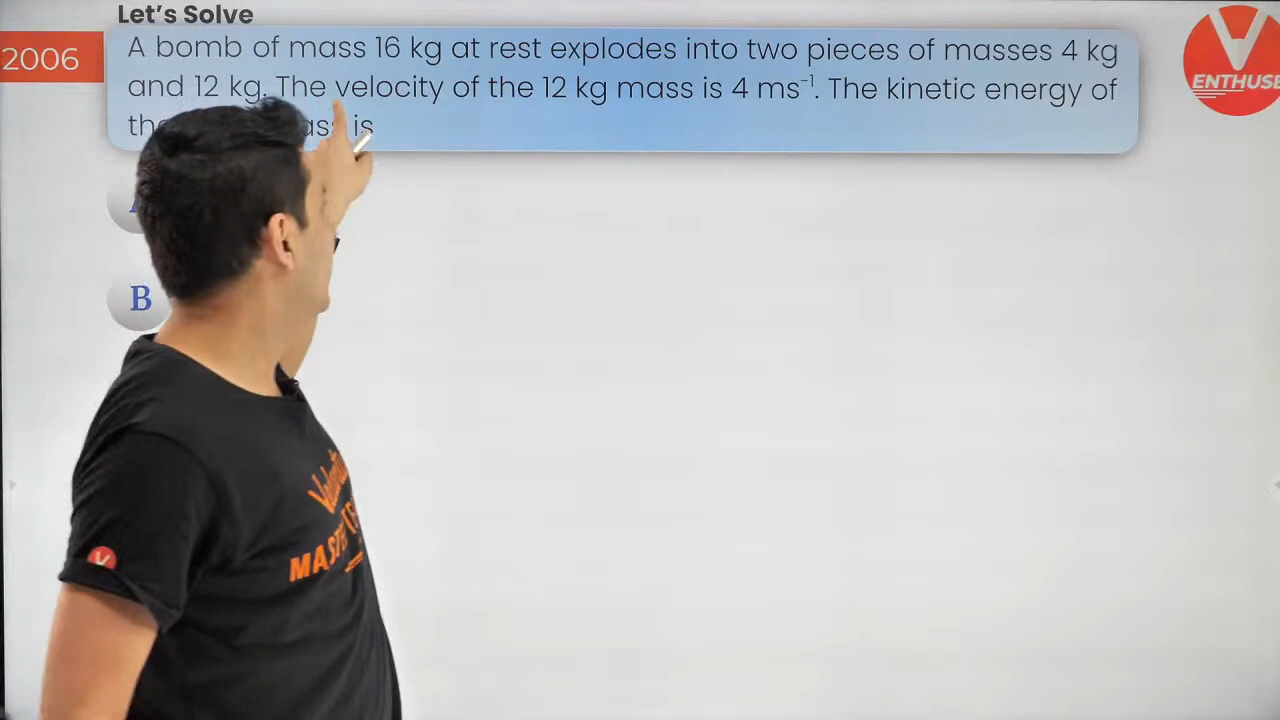 Let's Solve
2006
A bomb of mass 16 kg at rest explodes into two pieces of masses 4 kg
and 12 kg. The velocity of the 12 kg mass is 4 ms⁻¹. The kinetic energy of
is
V
ENTHUSE
B
V